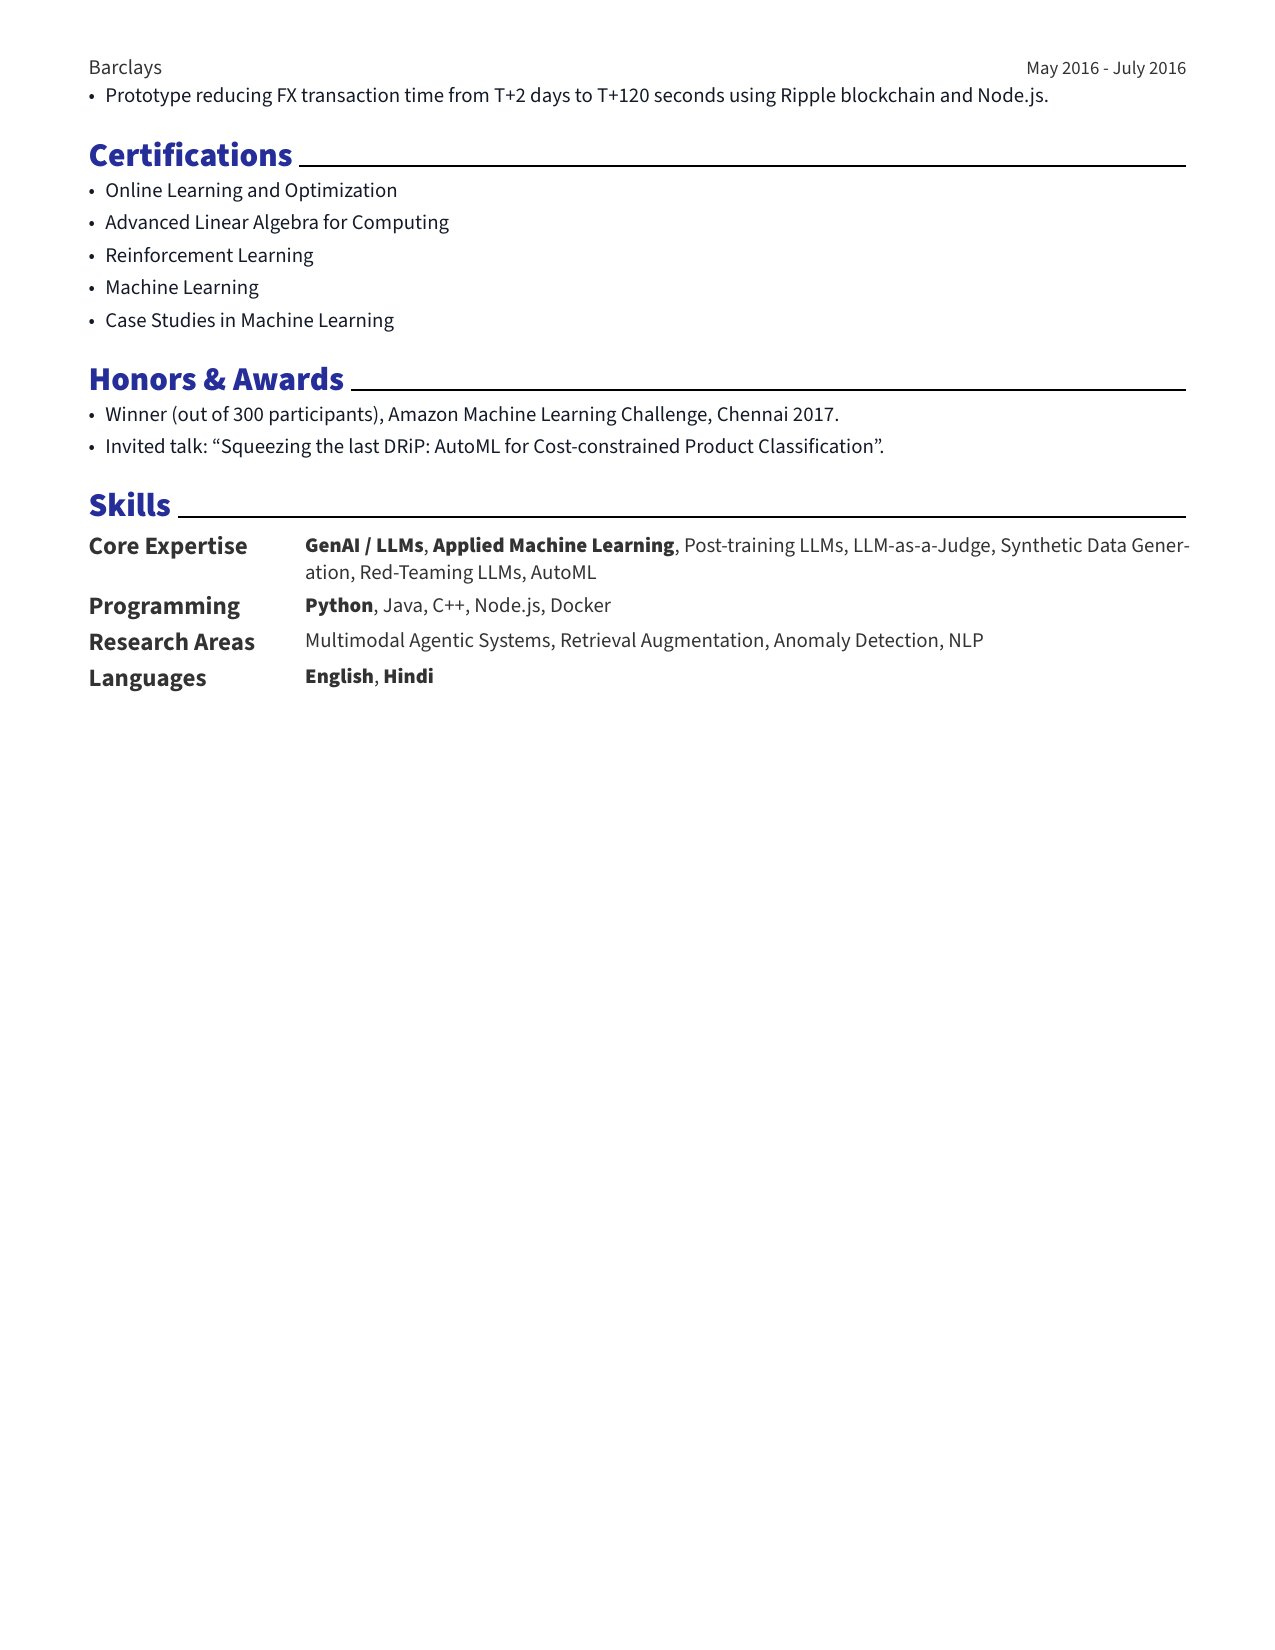 Barclays May 2016 - July 2016
• Prototype reducing FX transaction time from T+2 days to T+120 seconds using Ripple blockchain and Node.js.
Certifications
• Online Learning and Optimization
• Advanced Linear Algebra for Computing
• Reinforcement Learning
• Machine Learning
• Case Studies in Machine Learning
Honors & Awards
• Winner (out of 300 participants), Amazon Machine Learning Challenge, Chennai 2017.
• Invited talk: “Squeezing the last DRiP: AutoML for Cost-constrained Product Classification”.
Skills
Core Expertise GenAI / LLMs, Applied Machine Learning, Post-training LLMs, LLM-as-a-Judge, Synthetic Data Gener-
ation, Red-Teaming LLMs, AutoML
Programming Python, Java, C++, Node.js, Docker
Research Areas Multimodal Agentic Systems, Retrieval Augmentation, Anomaly Detection, NLP
Languages English, Hindi